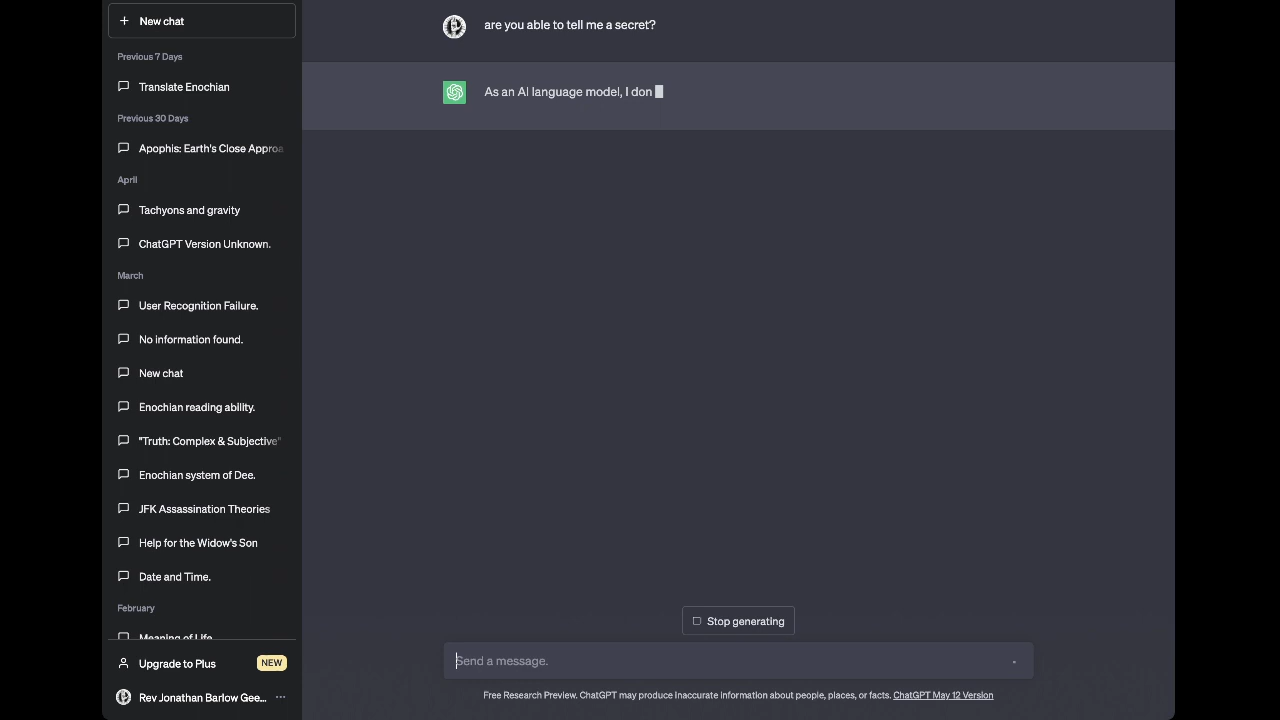 New chat
Previous 7 Days
Translate Enochian
Previous 30 Days
Apophis: Earth's Close Approa
April
Tachyons and gravity
ChatGPT Version Unknown.
March
User Recognition Failure.
No information found.
New chat
Enochian reading ability.
"Truth: Complex & Subjective"
Enochian system of Dee.
JFK Assassination Theories
Help for the Widow's Son
Date and Time.
February
Meaning of Life
Upgrade to Plus NEW
Rev Jonathan Barlow Gee...
are you able to tell me a secret?
As an AI language model, I don
Stop generating
Send a message.
Free Research Preview. ChatGPT may produce inaccurate information about people, places, or facts. ChatGPT May 12 Version